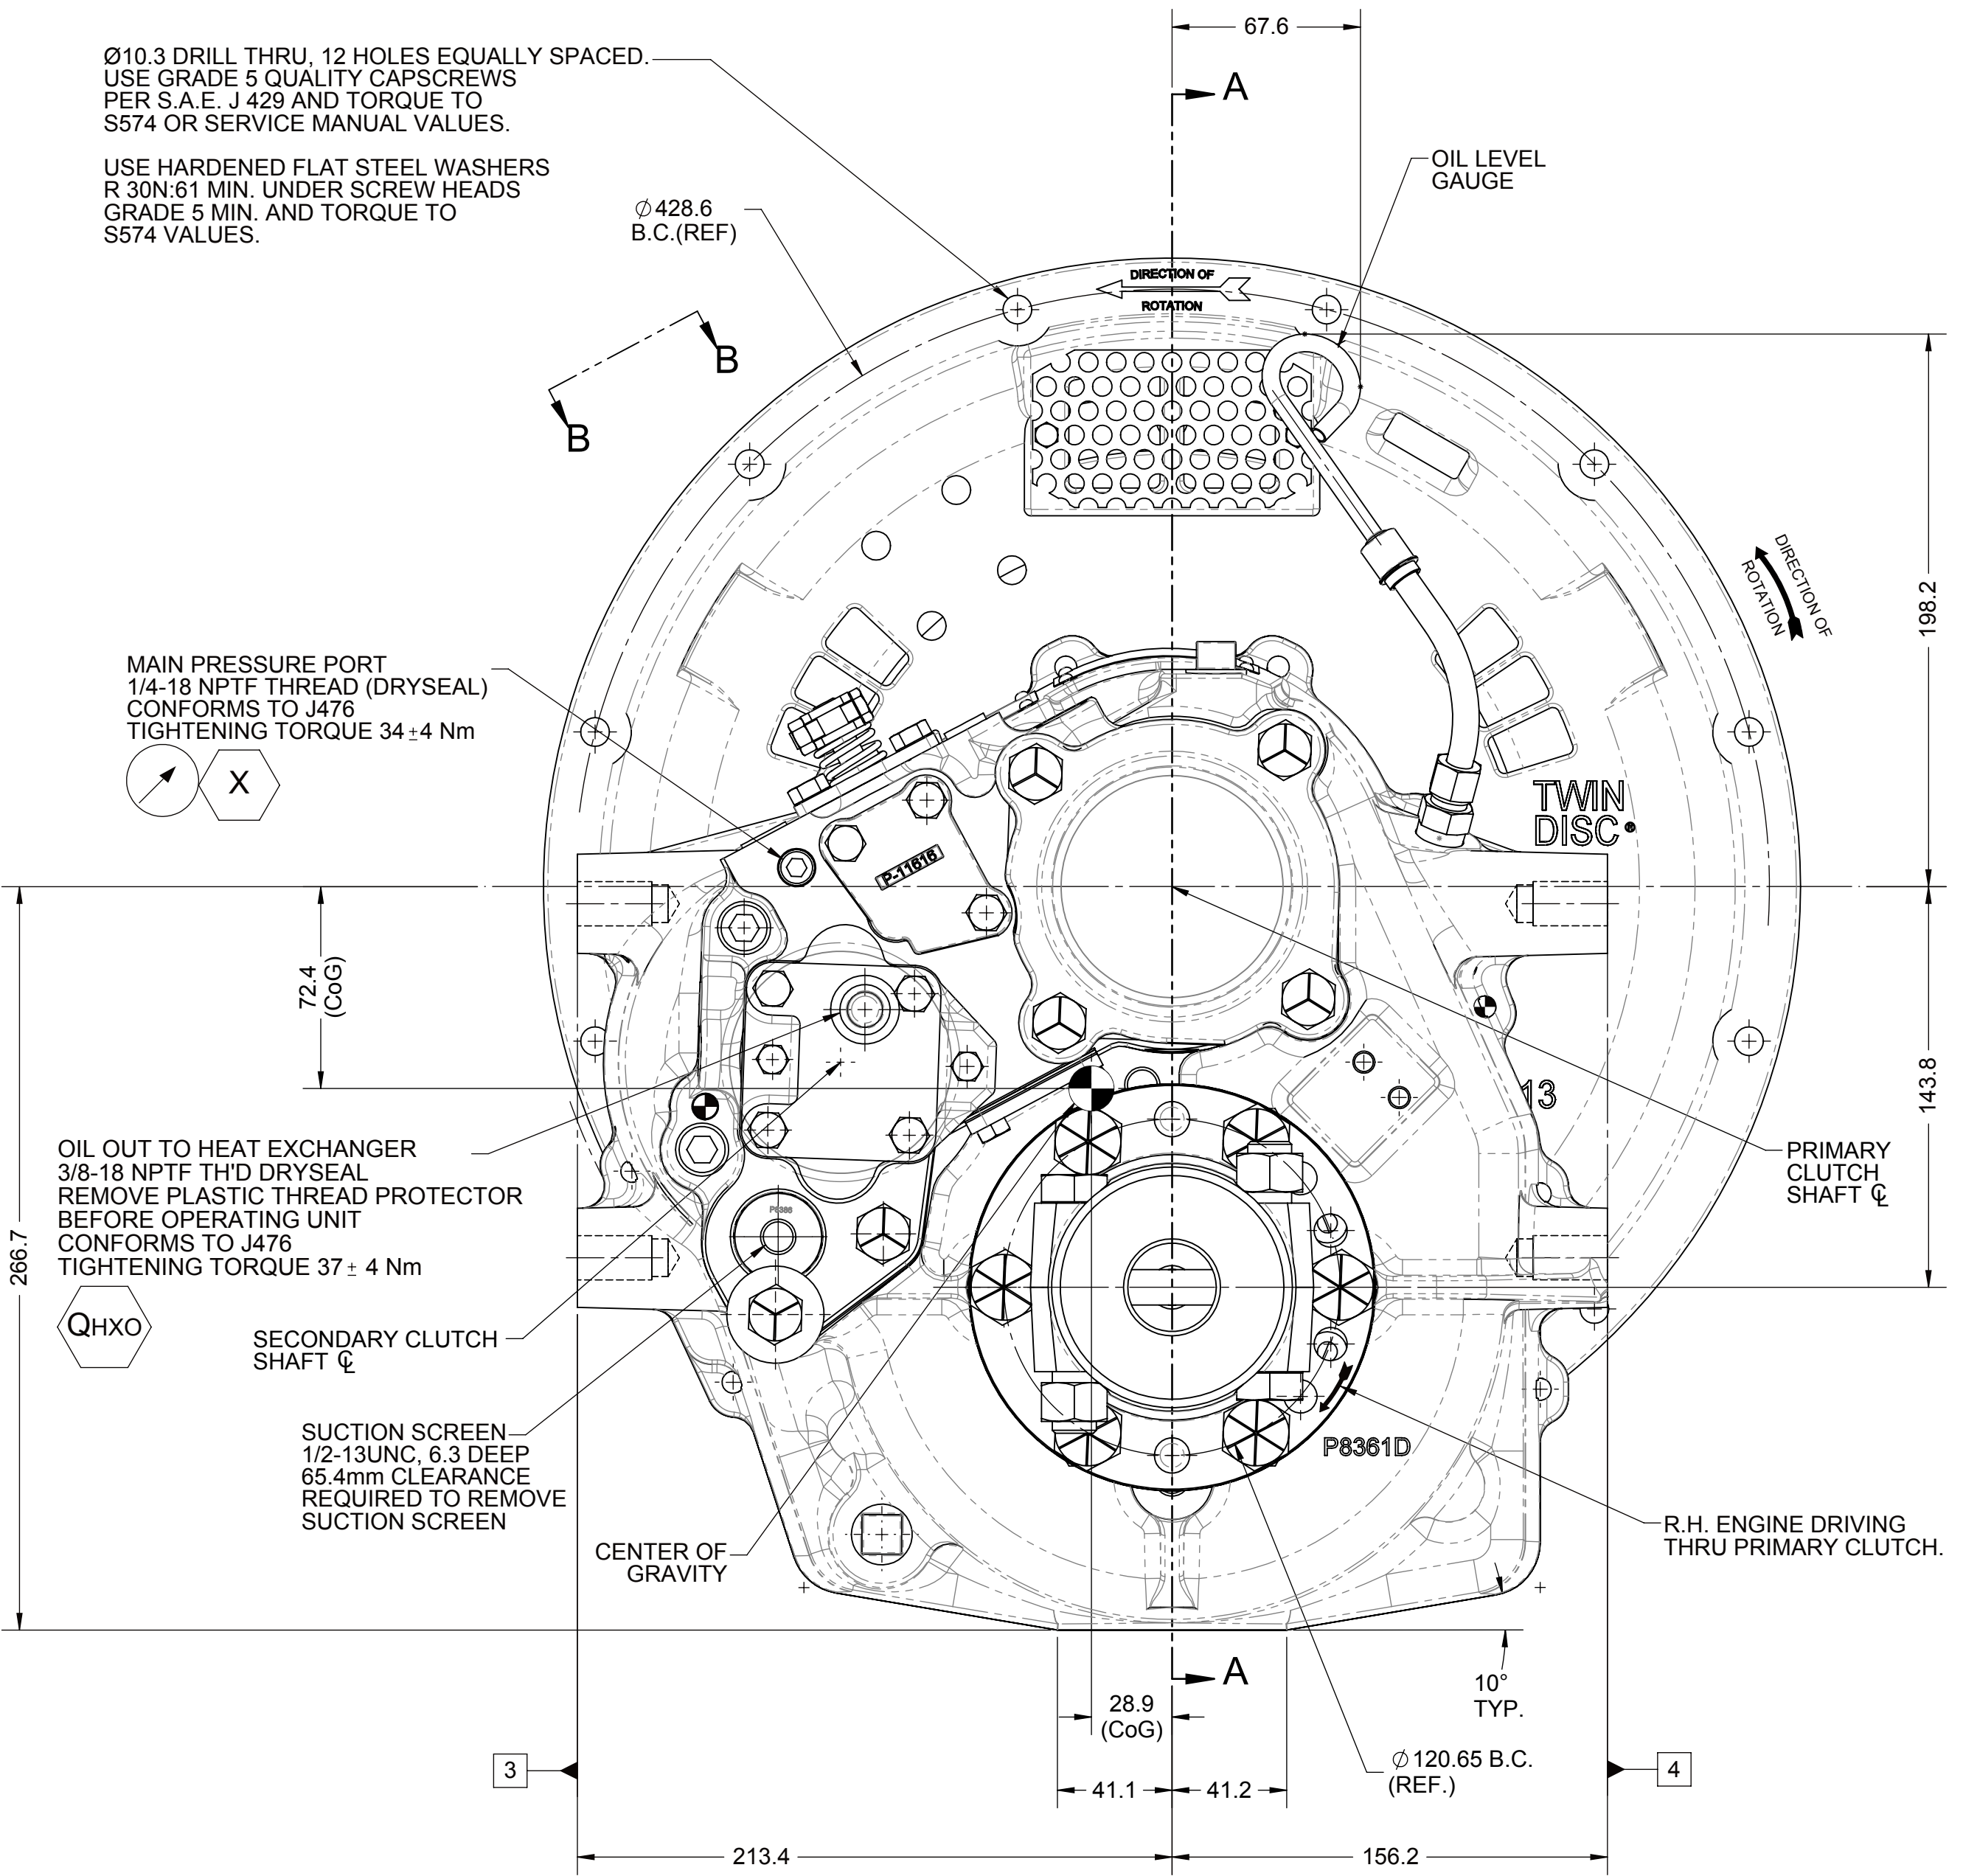 67.6
Ø10.3 DRILL THRU, 12 HOLES EQUALLY SPACED.
USE GRADE 5 QUALITY CAPSCREWS
PER S.A.E. J 429 AND TORQUE TO
S574 OR SERVICE MANUAL VALUES.
USE HARDENED FLAT STEEL WASHERS
R 30N:61 MIN. UNDER SCREW HEADS
GRADE 5 MIN. AND TORQUE TO
S574 VALUES.
A
OIL LEVEL
GAUGE
Ø428.6
B.C.(REF)
DIRECTION OF
ROTATION
B
B
DIRECTION OF
ROTATION
198.2
MAIN PRESSURE PORT
1/4-18 NPTF THREAD (DRYSEAL)
CONFORMS TO J476
TIGHTENING TORQUE 34±4 Nm
X
TWIN
DISC®
P-11616
72.4
(CoG)
143.8
13
OIL OUT TO HEAT EXCHANGER
3/8-18 NPTF TH'D DRYSEAL
REMOVE PLASTIC THREAD PROTECTOR
BEFORE OPERATING UNIT
CONFORMS TO J476
TIGHTENING TORQUE 37± 4 Nm
QHXO
PRIMARY
CLUTCH
SHAFT ℄
266.7
P8386
SECONDARY CLUTCH
SHAFT ℄
SUCTION SCREEN
1/2-13UNC, 6.3 DEEP
65.4mm CLEARANCE
REQUIRED TO REMOVE
SUCTION SCREEN
P8361D
CENTER OF
GRAVITY
R.H. ENGINE DRIVING
THRU PRIMARY CLUTCH.
A
10°
TYP.
28.9
(CoG)
Ø120.65 B.C.
(REF.)
3
4
41.1
41.2
213.4
156.2